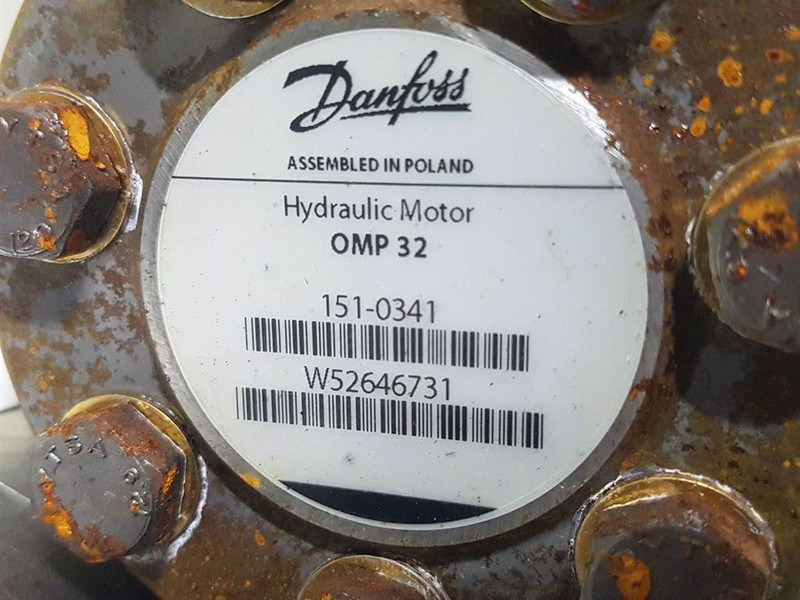 Danfoss
ASSEMBLED IN POLAND
Hydraulic Motor
OMP 32
151-0341
W52646731